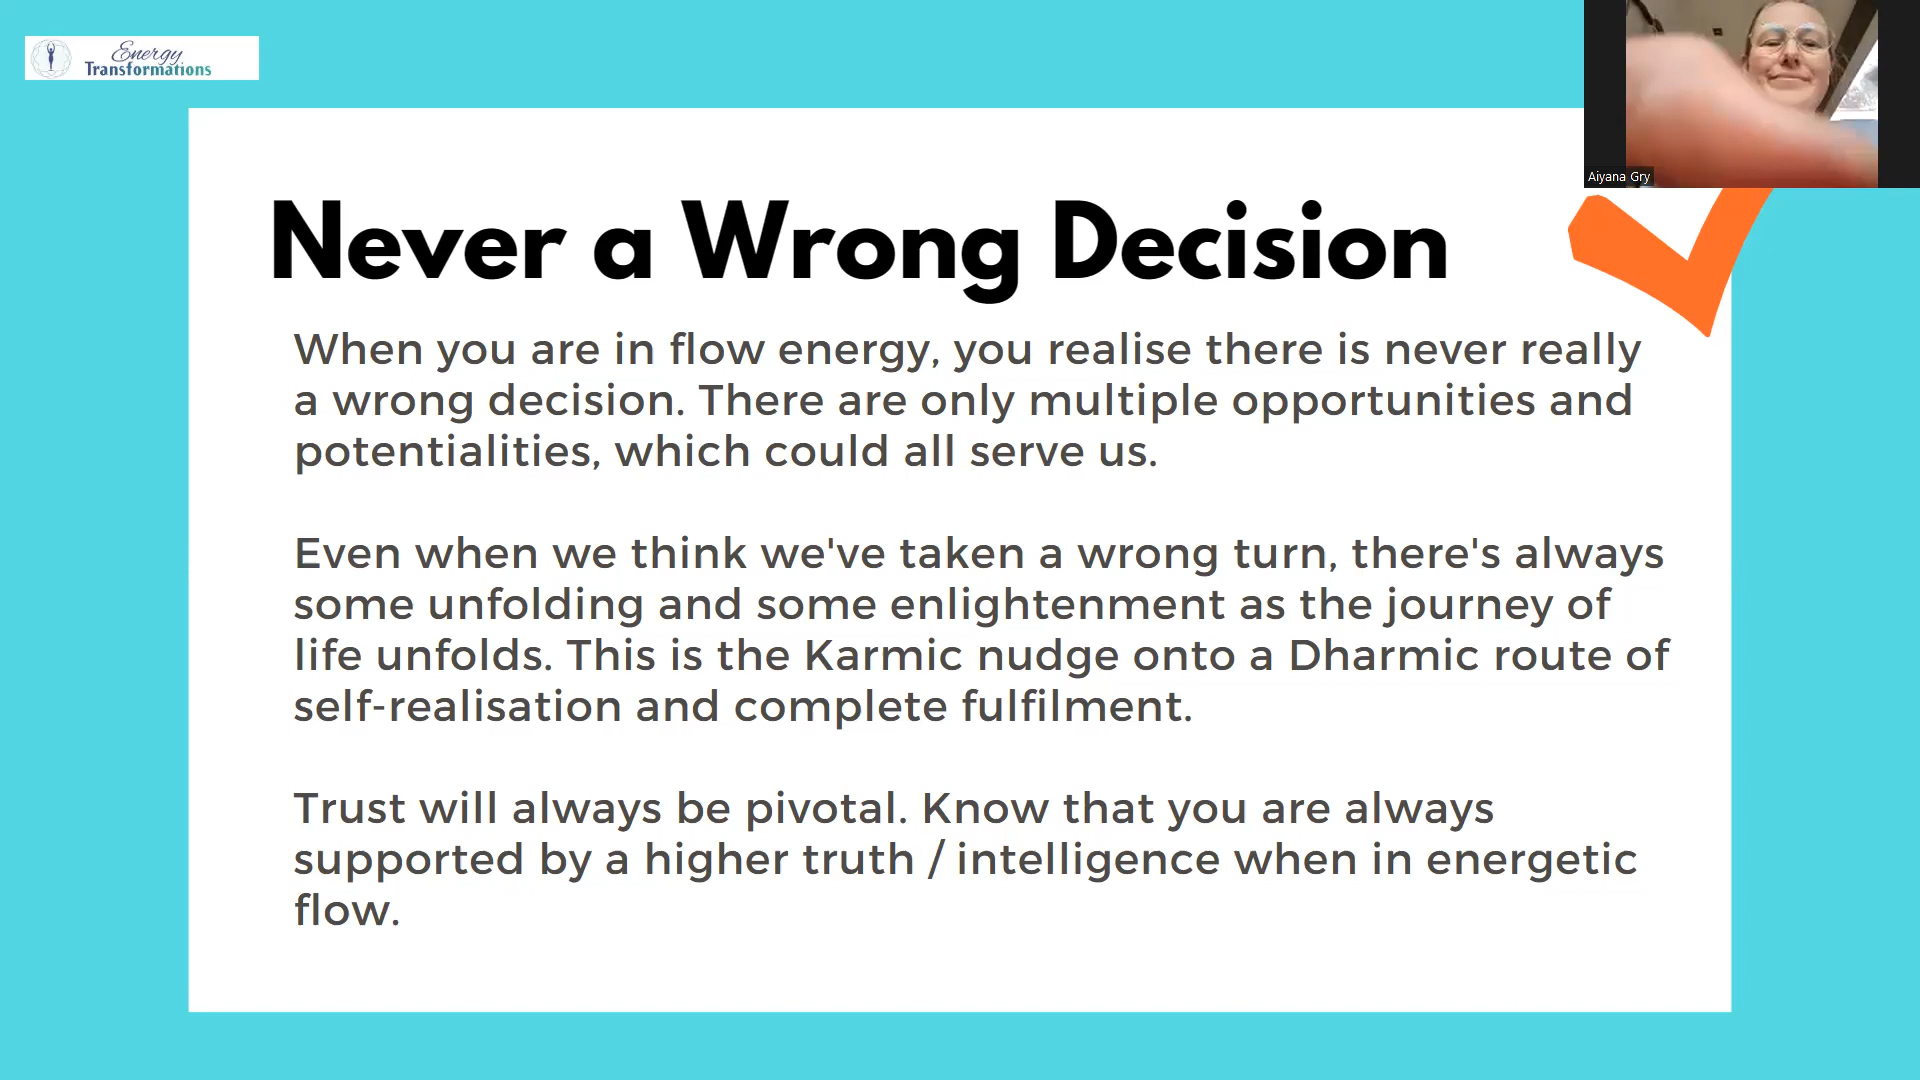 Energy
Transformations
Aiyana Gry
Never a Wrong Decision
When you are in flow energy, you realise there is never really
a wrong decision. There are only multiple opportunities and
potentialities, which could all serve us.
Even when we think we've taken a wrong turn, there's always
some unfolding and some enlightenment as the journey of
life unfolds. This is the Karmic nudge onto a Dharmic route of
self-realisation and complete fulfilment.
Trust will always be pivotal. Know that you are always
supported by a higher truth / intelligence when in energetic
flow.